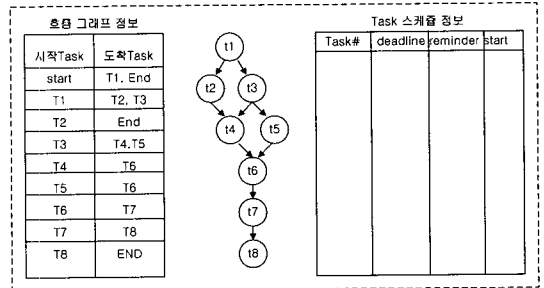 흐름 그래프 정보
시작Task 도착Task
start T1. End
T1 T2, T3
T2 End
T3 T4.T5
T4 T6
T5 T6
T6 T7
T7 T8
T8 END
t1
t2 t3
t4 t5
t6
t7
t8
Task 스케쥴 정보
Task# deadline reminder start